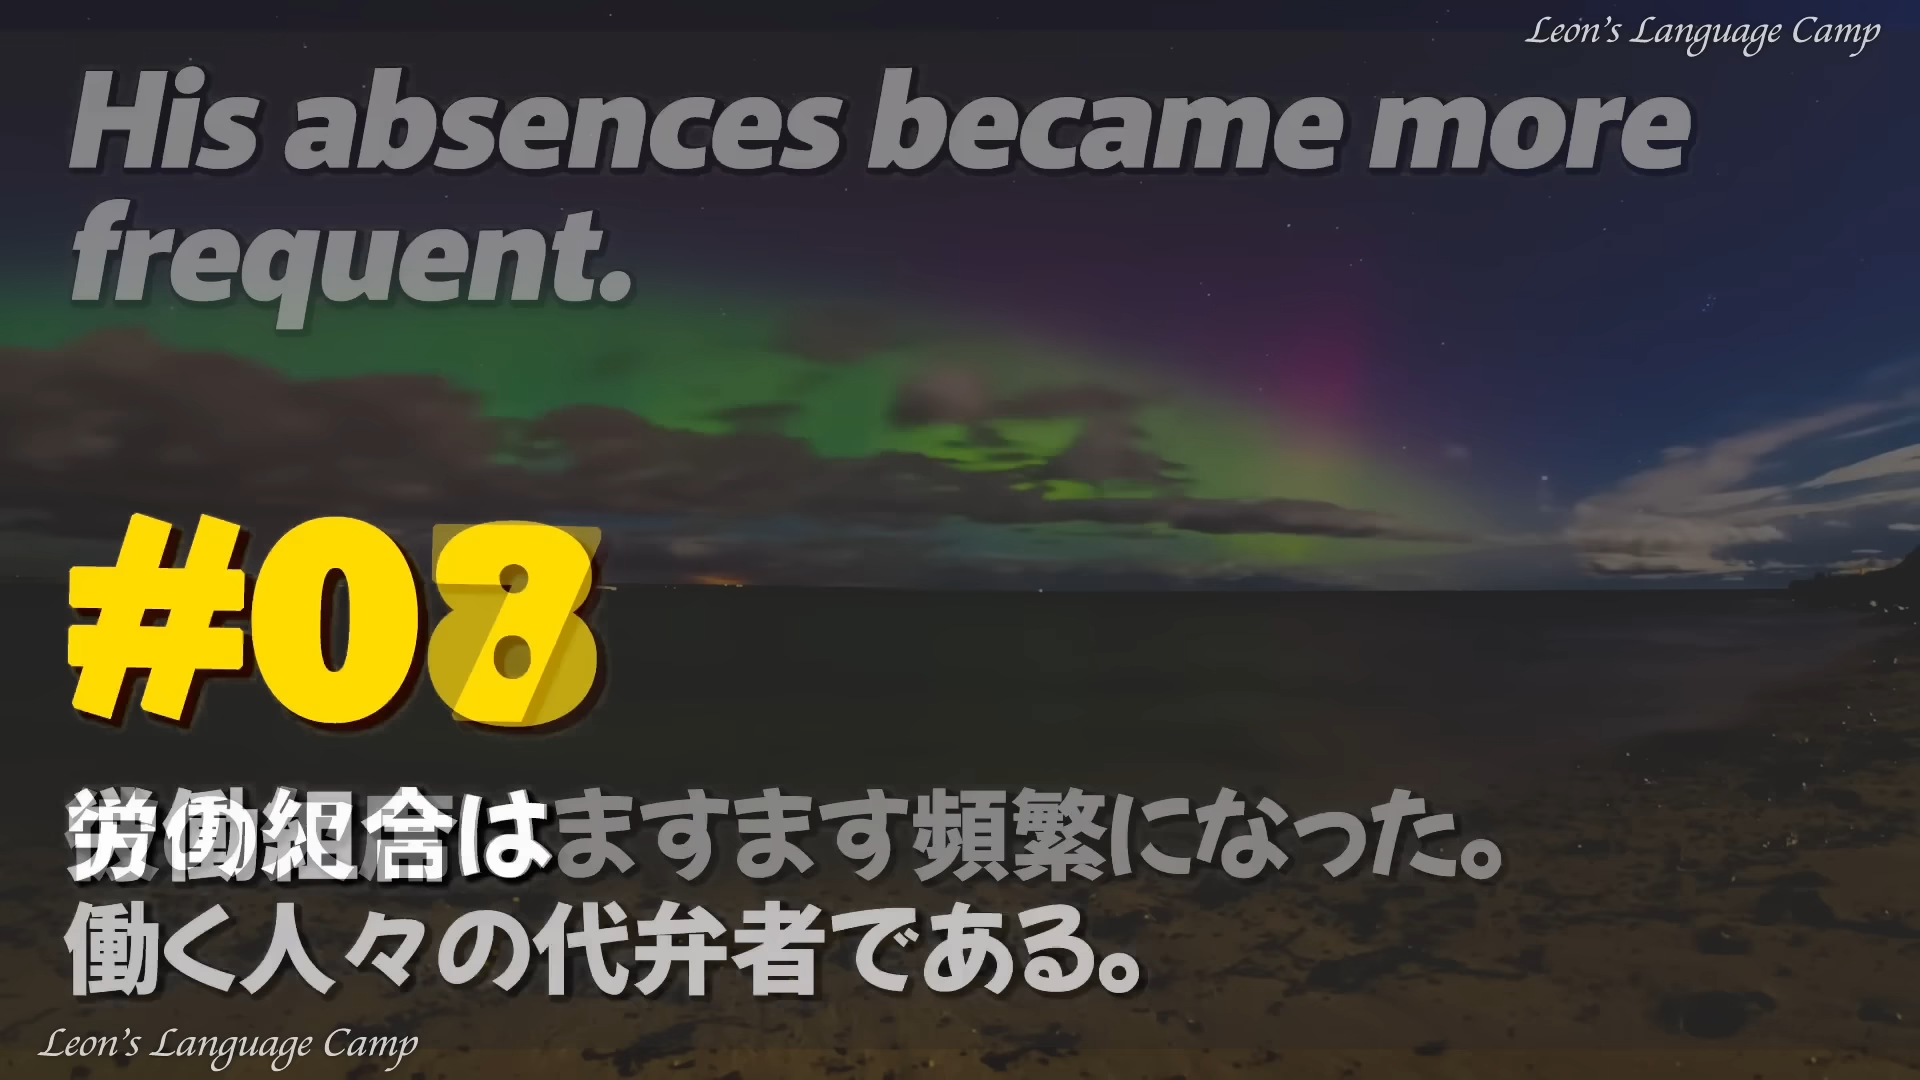 Leon's Language Camp
His absences became more
frequent.
#0
労働組合は
ますます頻繁になった。
働く人々の代弁者である。
Leon's Language Camp